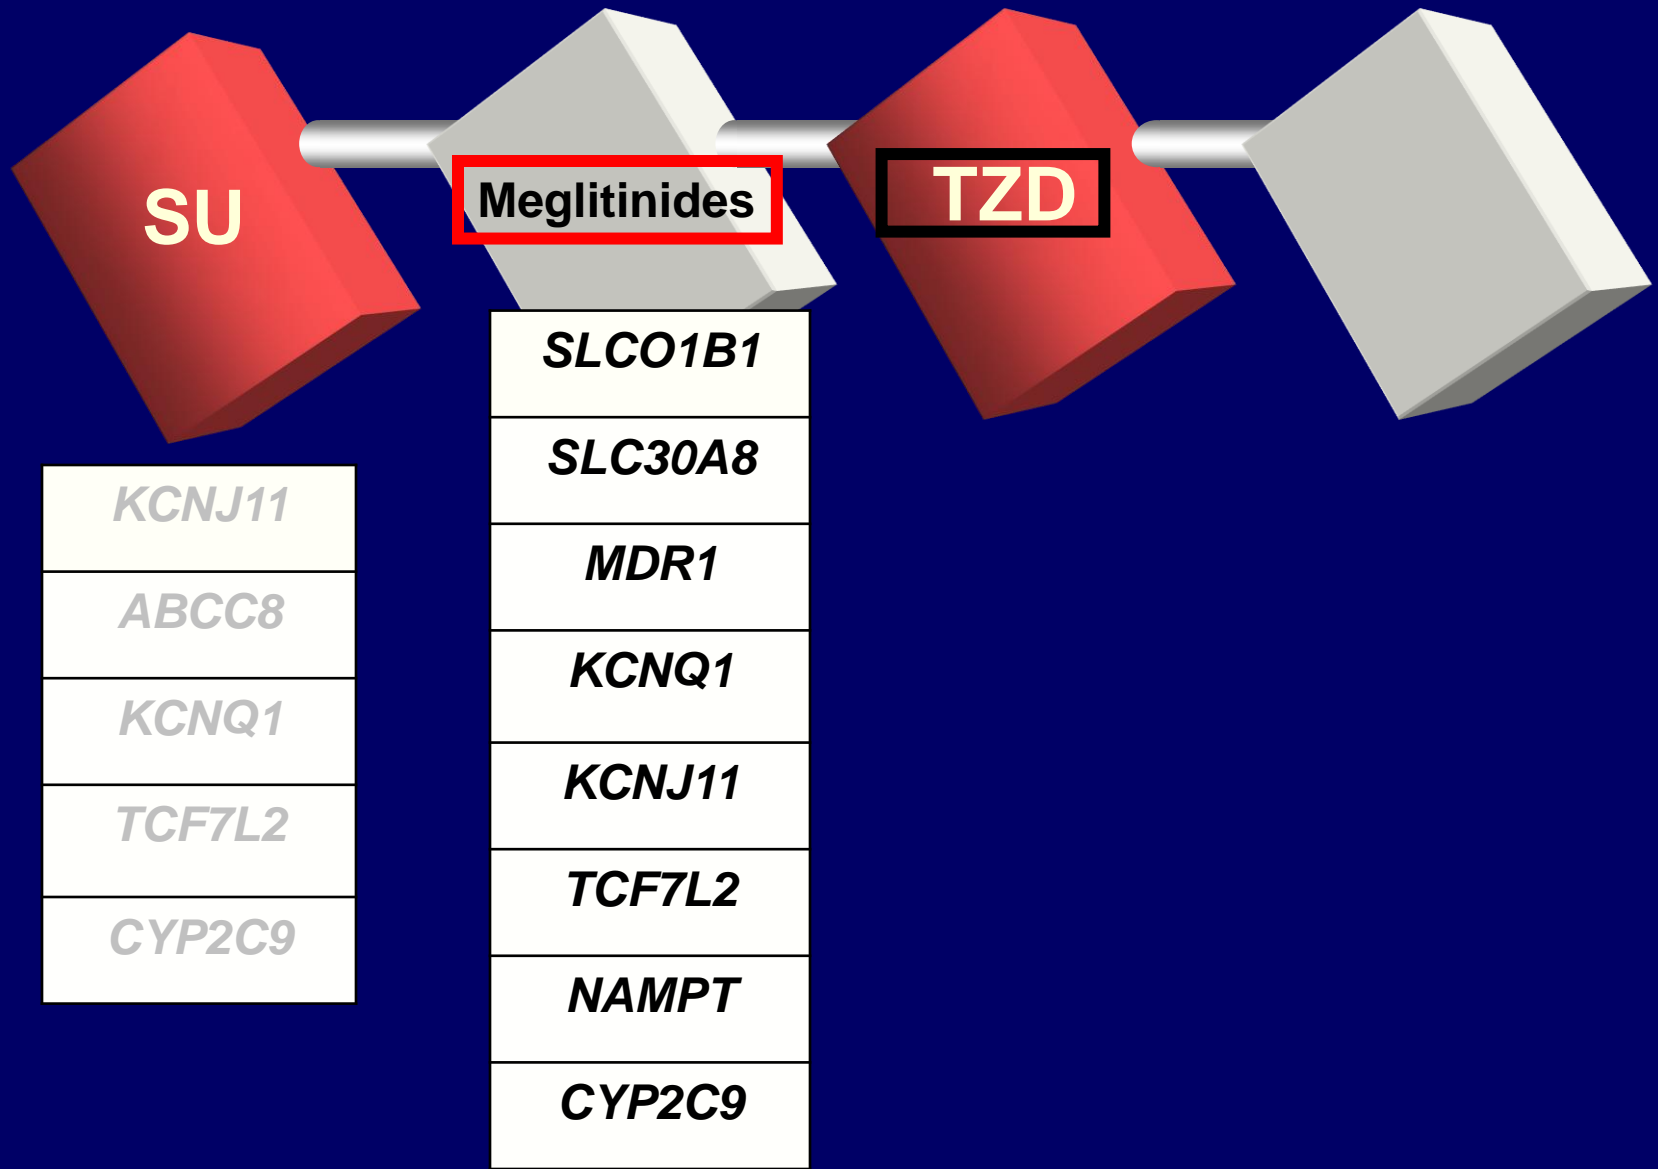 SU
Meglitinides
TZD
KCNJ11
ABCC8
KCNQ1
TCF7L2
CYP2C9
SLCO1B1
SLC30A8
MDR1
KCNQ1
KCNJ11
TCF7L2
NAMPT
CYP2C9